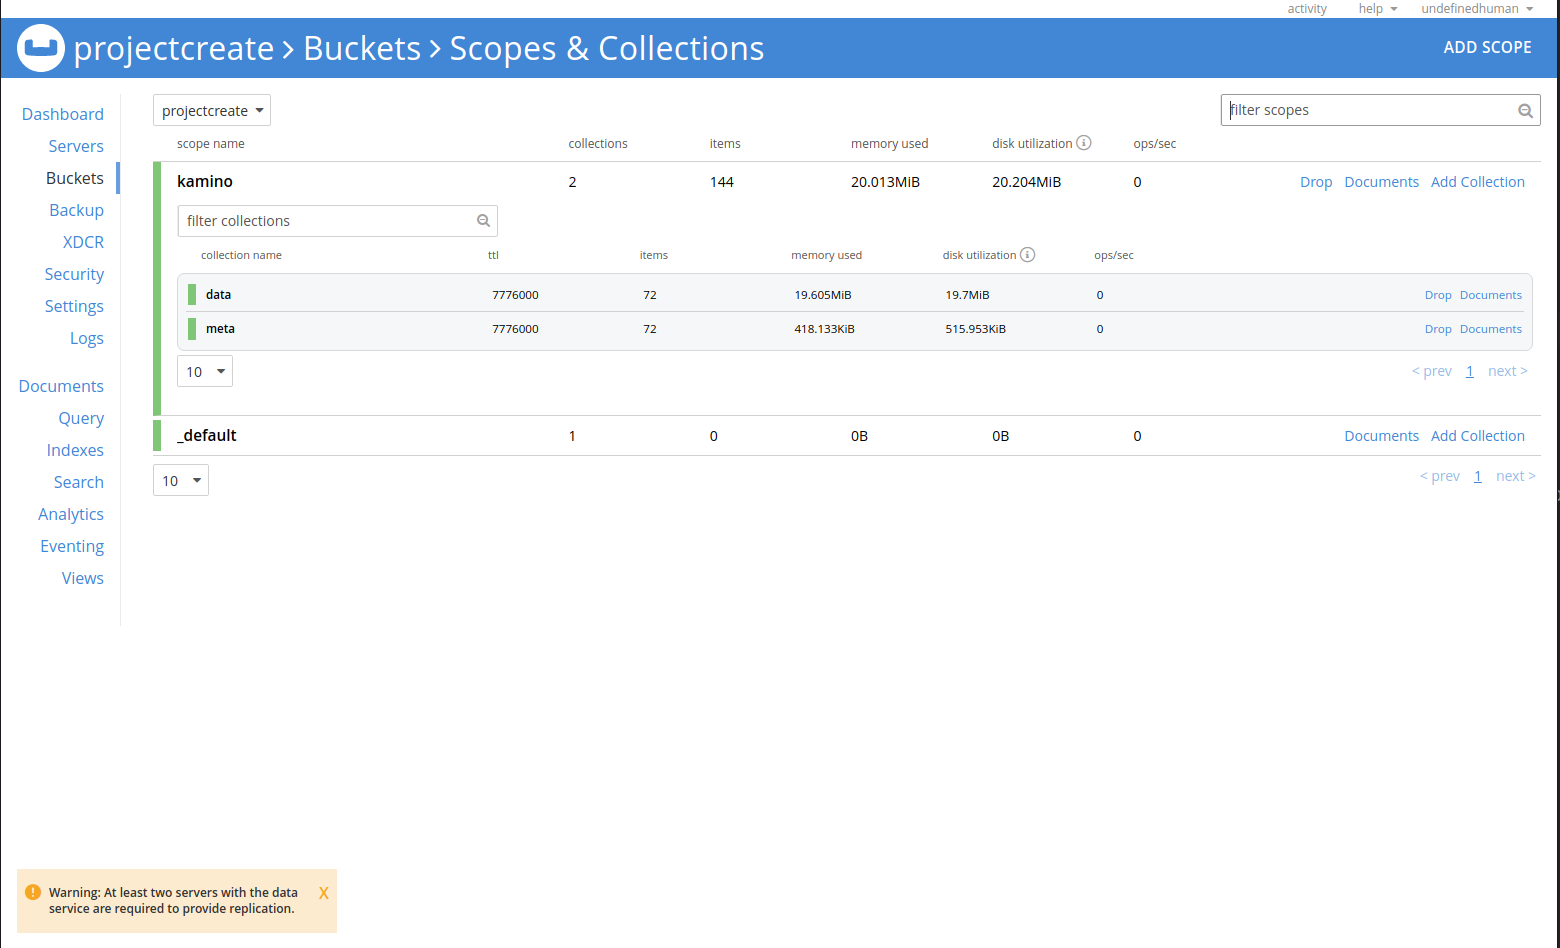 activity help undefinedhuman
projectcreate > Buckets > Scopes & Collections ADD SCOPE
Dashboard
Servers
Buckets
Backup
XDCR
Security
Settings
Logs
Documents
Query
Indexes
Search
Analytics
Eventing
Views
projectcreate filter scopes
scope name collections items memory used disk utilization ops/sec
kamino 2 144 20.013MiB 20.204MiB 0 Drop Documents Add Collection
filter collections
collection name ttl items memory used disk utilization ops/sec
data 7776000 72 19.605MiB 19.7MiB 0 Drop Documents
meta 7776000 72 418.133KiB 515.953KiB 0 Drop Documents
10 < prev 1 next >
_default 1 0 0B 0B 0 Documents Add Collection
10 < prev 1 next >
Warning: At least two servers with the data X
service are required to provide replication.